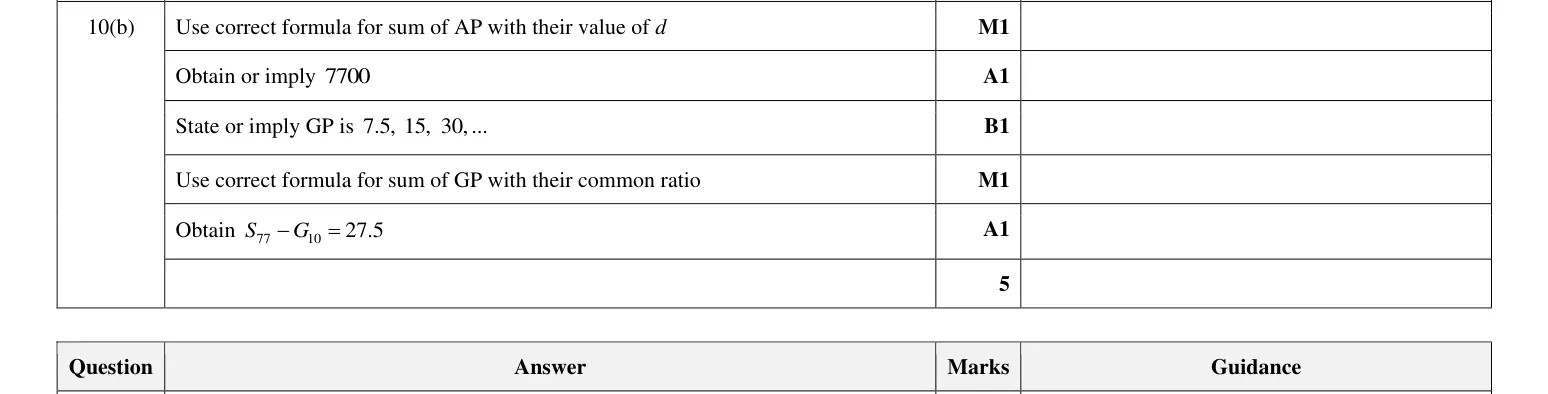 10(b) Use correct formula for sum of AP with their value of d M1
Obtain or imply 7700 A1
State or imply GP is 7.5, 15, 30, ... B1
Use correct formula for sum of GP with their common ratio M1
Obtain S₇₇ − G₁₀ = 27.5 A1
5
Question Answer Marks Guidance